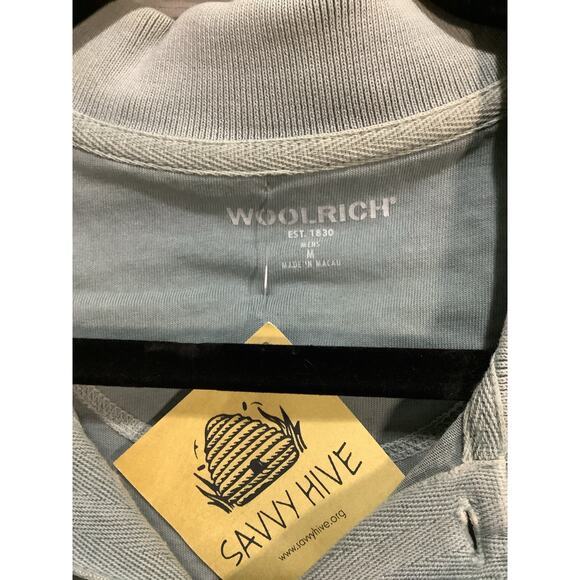 WOOLRICH®
EST. 1830
MENS
M
MADE IN MACAU
SAVVY HIVE
www.savvyhive.org